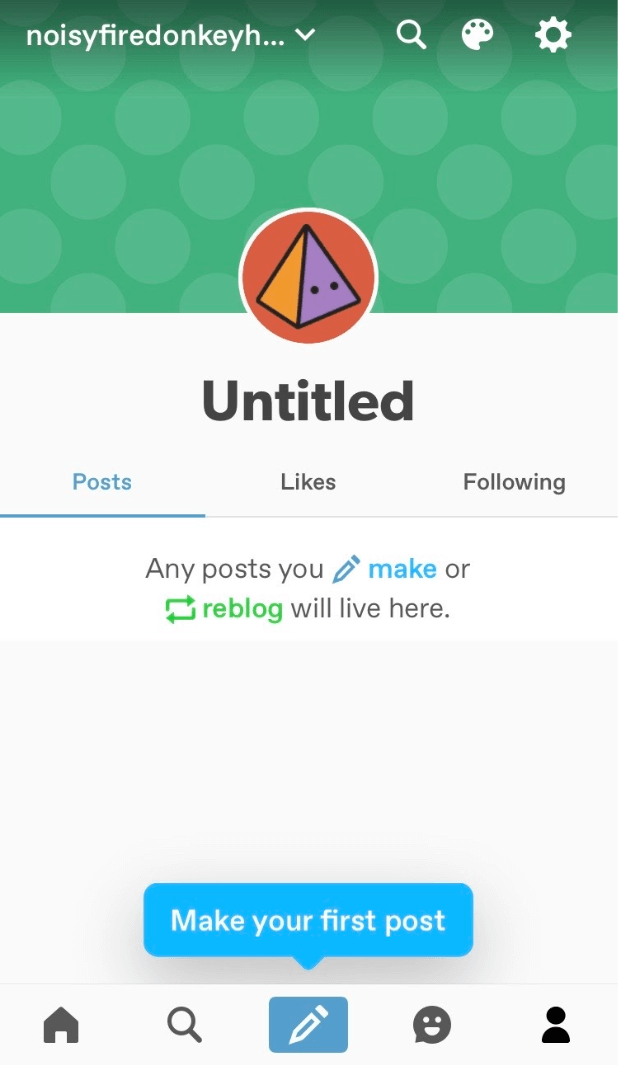 noisyfiredonkeyh...
Untitled
Posts Likes Following
Any posts you make or
reblog will live here.
Make your first post